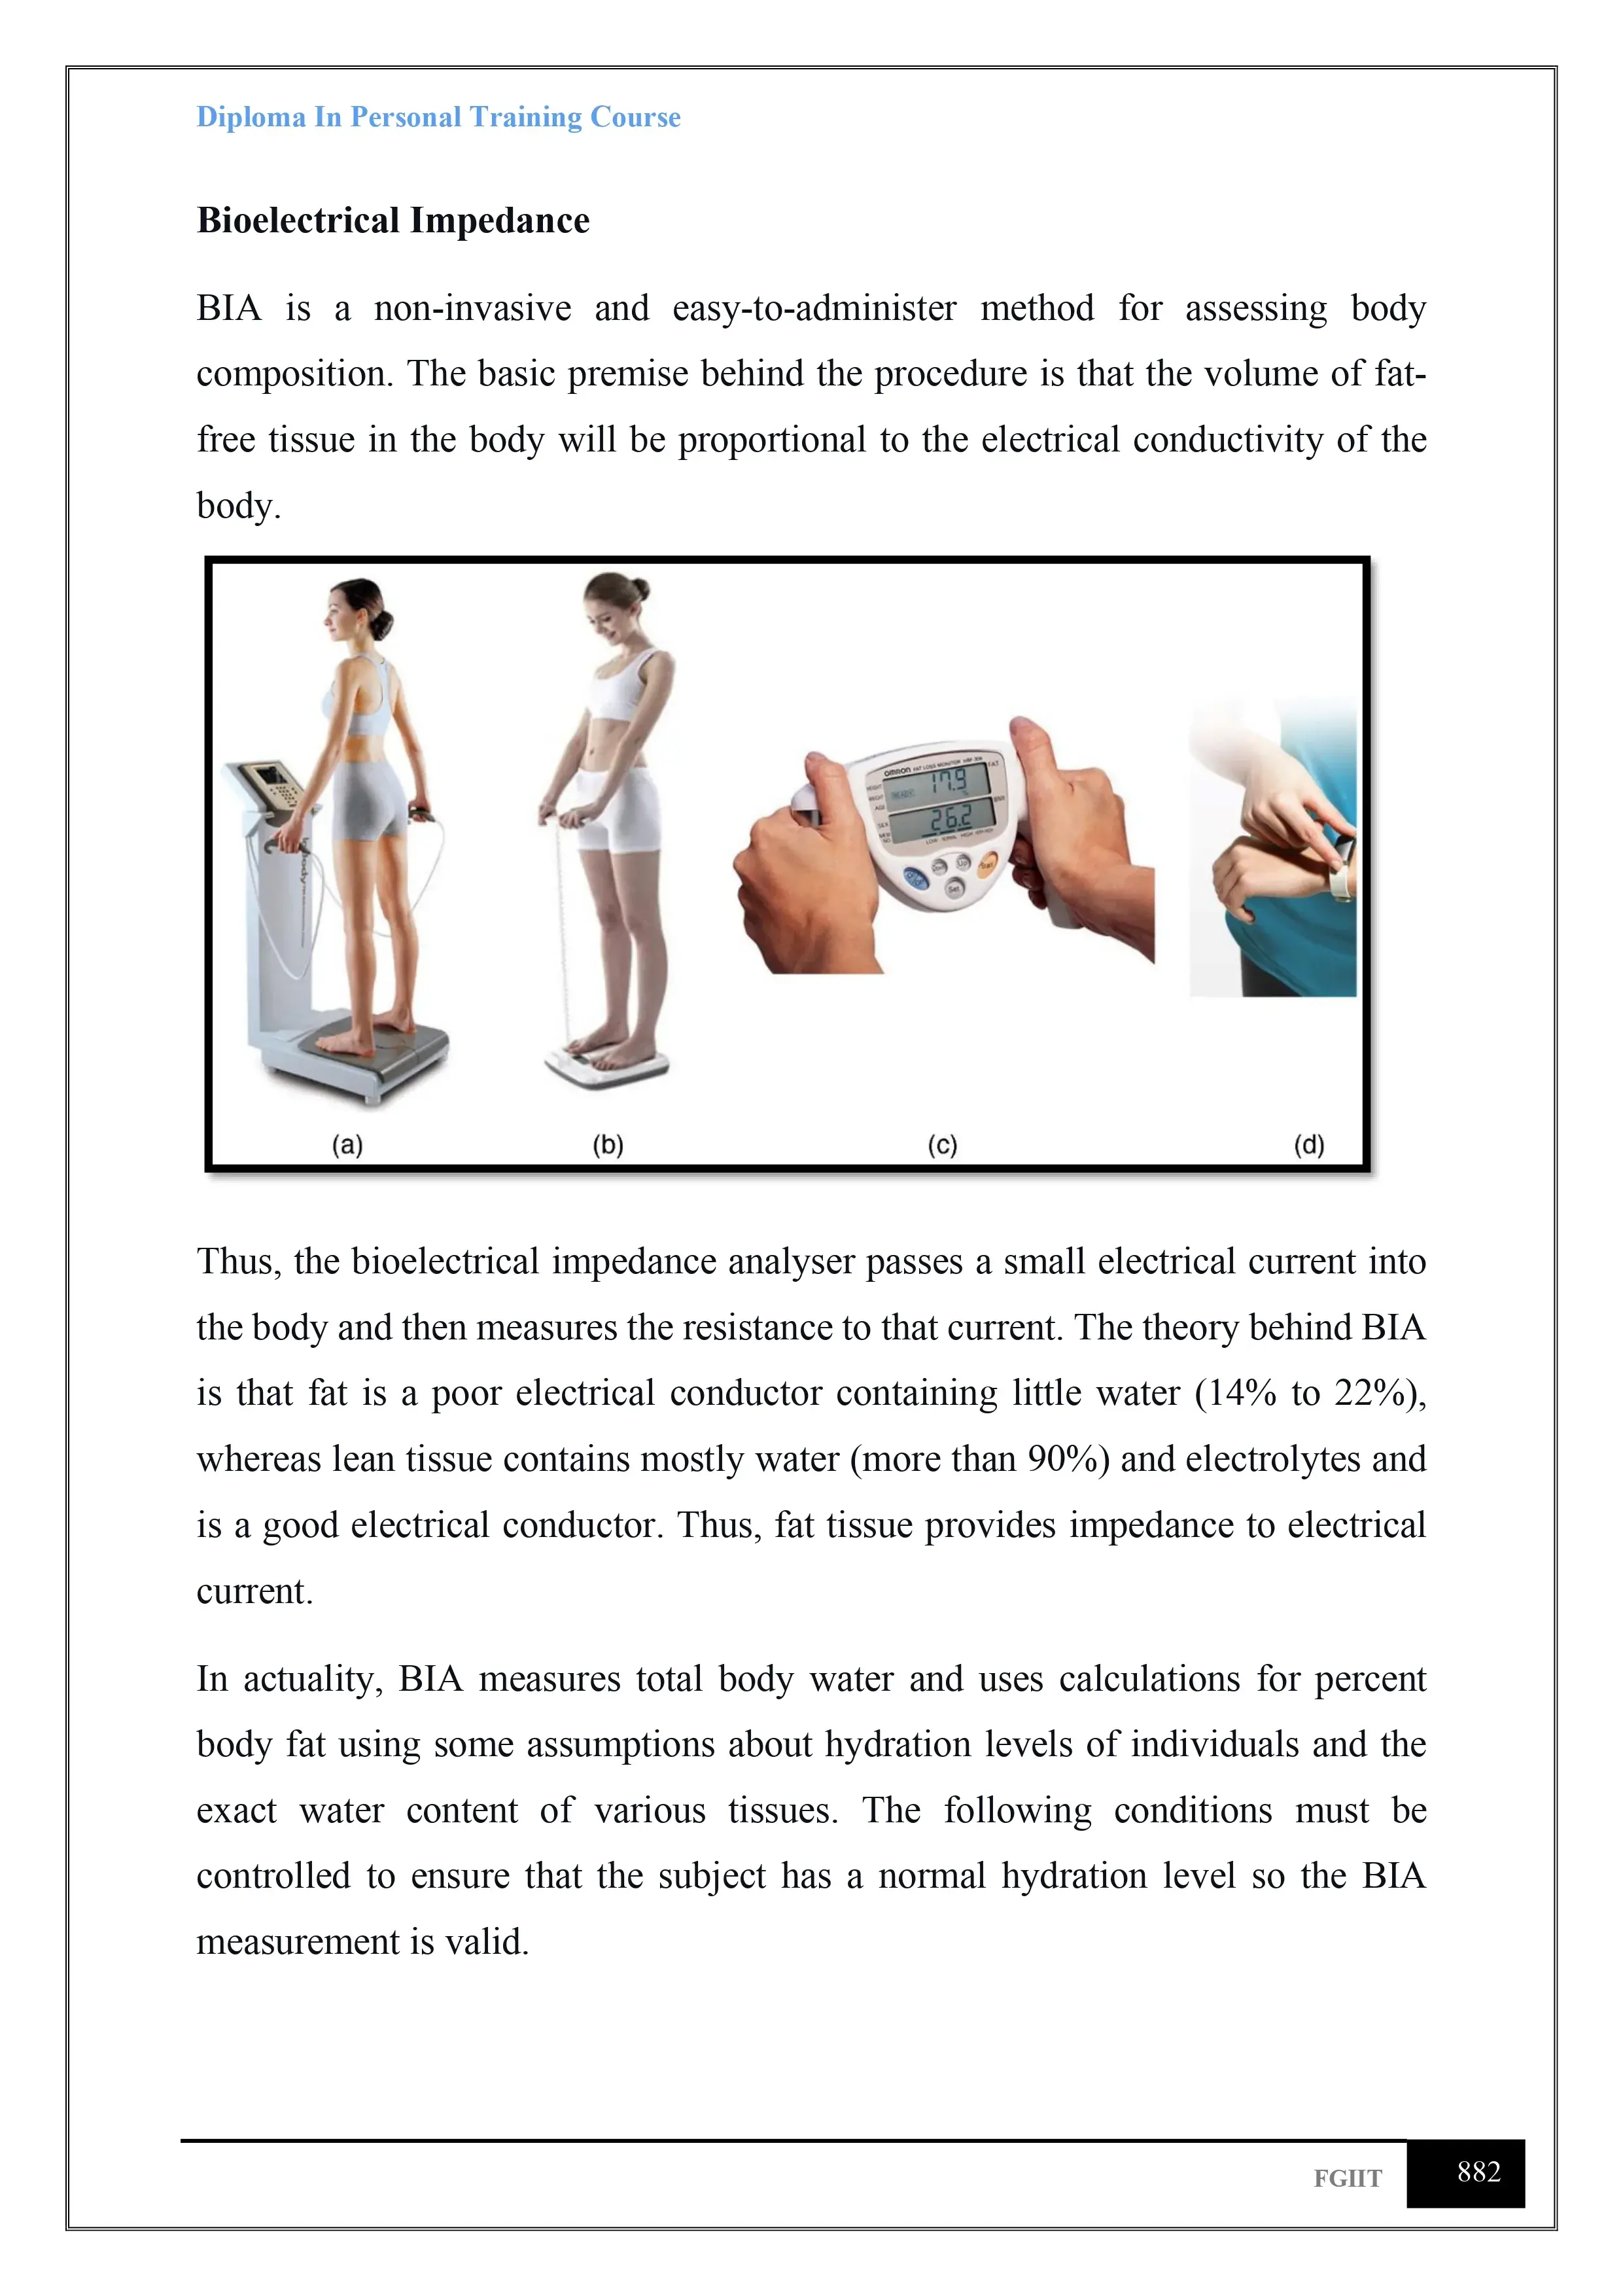 Diploma In Personal Training Course
Bioelectrical Impedance
BIA is a non-invasive and easy-to-administer method for assessing body
composition. The basic premise behind the procedure is that the volume of fat-
free tissue in the body will be proportional to the electrical conductivity of the
body.
OMRON FAT LOSS MONITOR
FAT
17.9
READY
26.2
Set
(a)
(b)
(c)
(d)
Thus, the bioelectrical impedance analyser passes a small electrical current into
the body and then measures the resistance to that current. The theory behind BIA
is that fat is a poor electrical conductor containing little water (14% to 22%),
whereas lean tissue contains mostly water (more than 90%) and electrolytes and
is a good electrical conductor. Thus, fat tissue provides impedance to electrical
current.
In actuality, BIA measures total body water and uses calculations for percent
body fat using some assumptions about hydration levels of individuals and the
exact water content of various tissues. The following conditions must be
controlled to ensure that the subject has a normal hydration level so the BIA
measurement is valid.
FGIIT
882